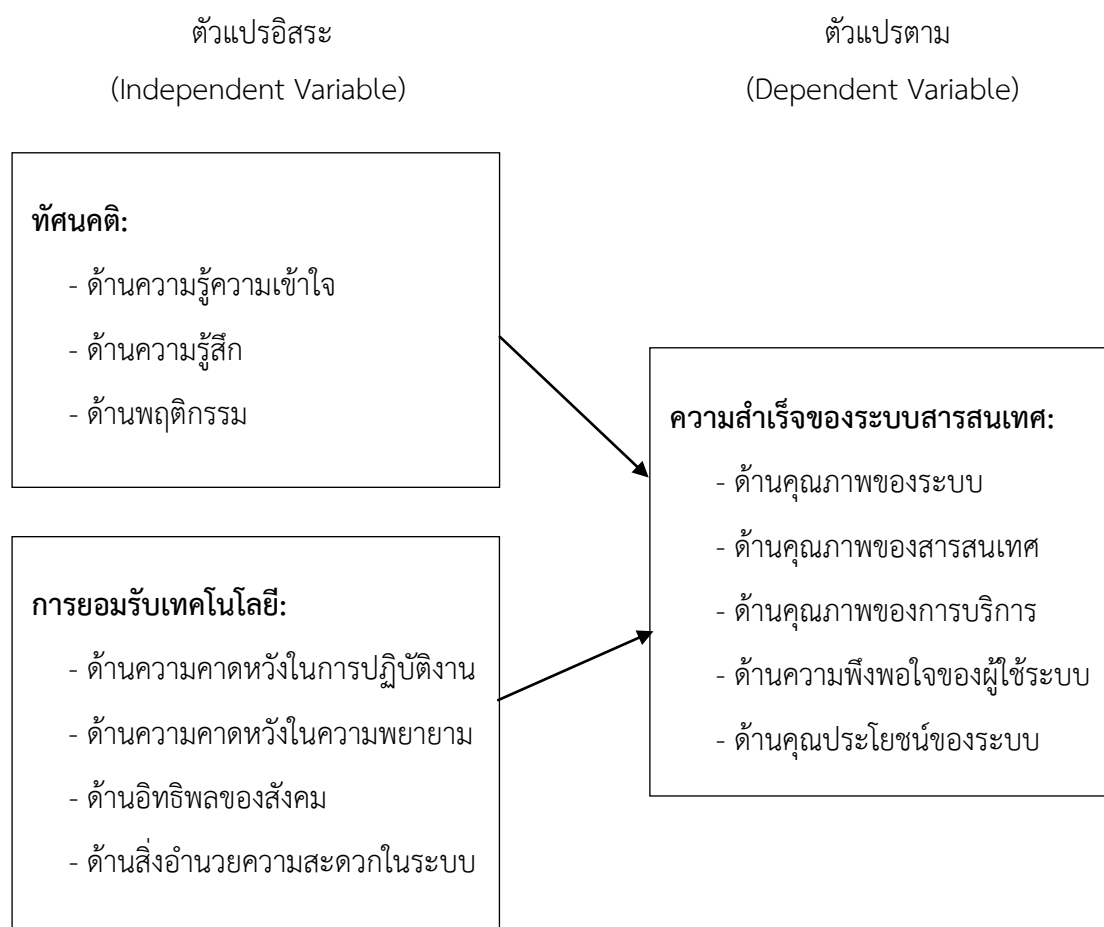 ตัวแปรอิสระ
(Independent Variable)
ตัวแปรตาม
(Dependent Variable)
ทัศนคติ:
- ด้านความรู้ความเข้าใจ
- ด้านความรู้สึก
- ด้านพฤติกรรม
การยอมรับเทคโนโลยี:
- ด้านความคาดหวังในการปฏิบัติงาน
- ด้านความคาดหวังในความพยายาม
- ด้านอิทธิพลของสังคม
- ด้านสิ่งอำนวยความสะดวกในระบบ
ความสำเร็จของระบบสารสนเทศ:
- ด้านคุณภาพของระบบ
- ด้านคุณภาพของสารสนเทศ
- ด้านคุณภาพของการบริการ
- ด้านความพึงพอใจของผู้ใช้ระบบ
- ด้านคุณประโยชน์ของระบบ